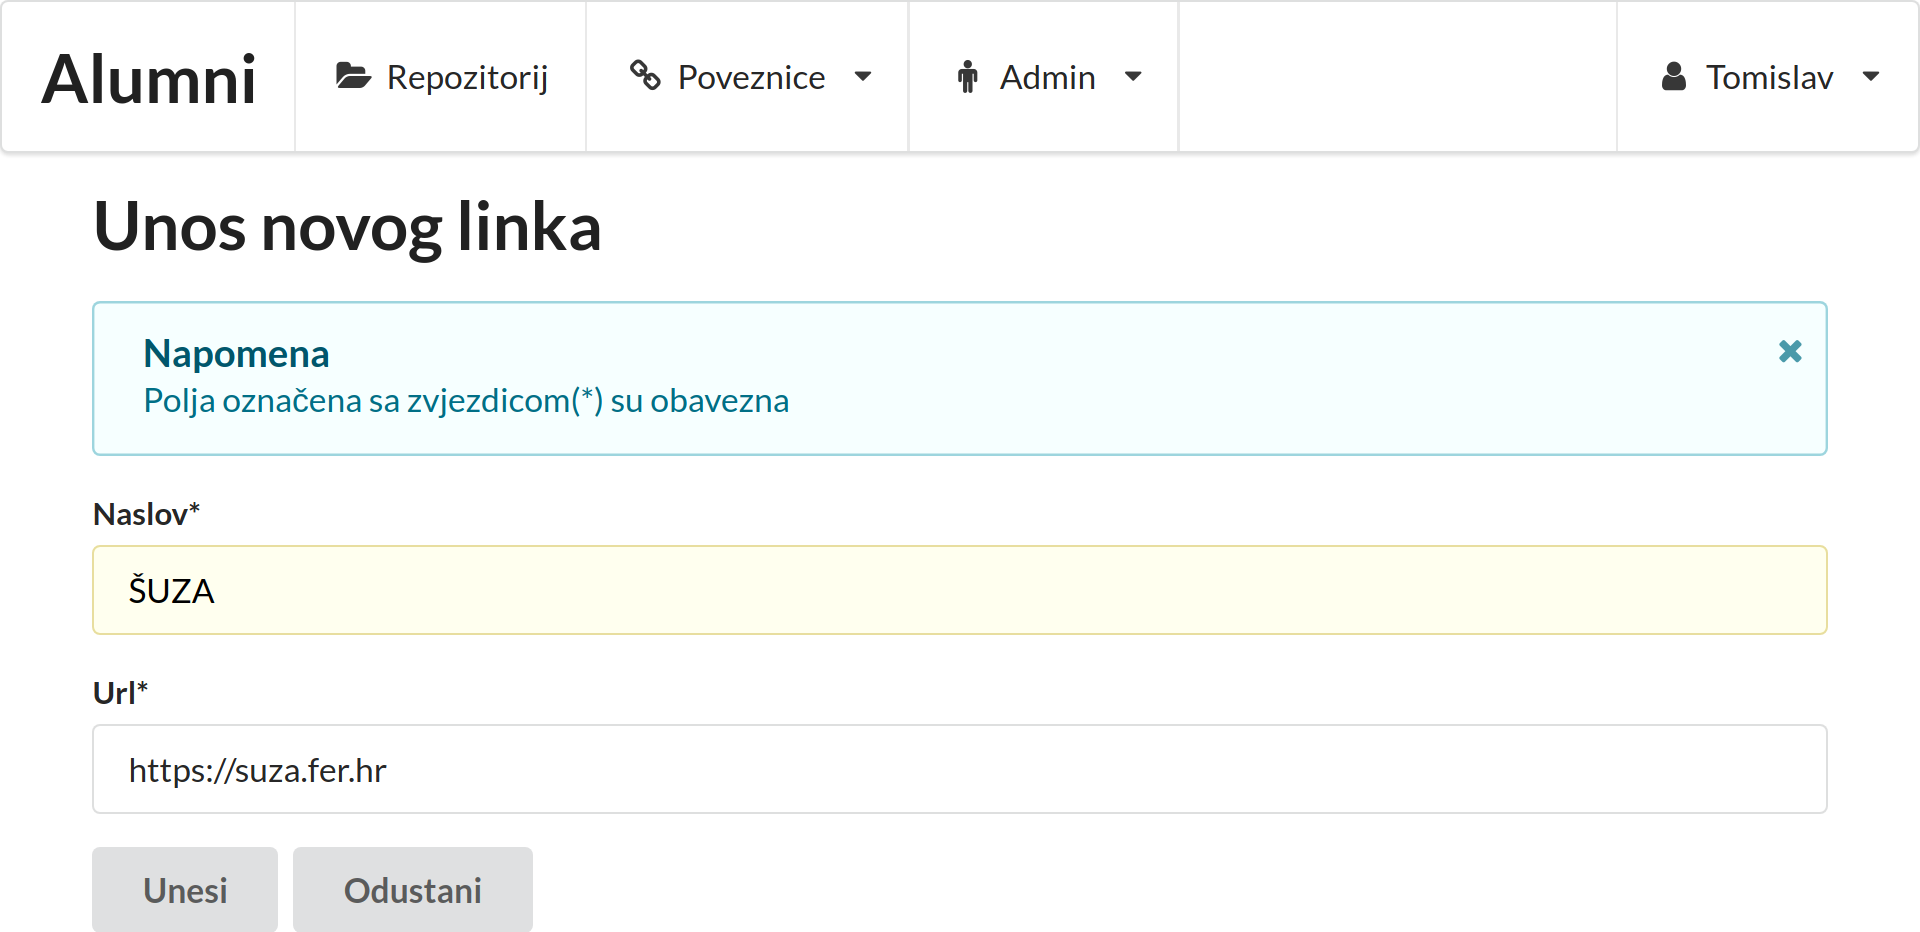 Alumni Repozitorij Poveznice Admin Tomislav
Unos novog linka
Napomena
Polja označena sa zvjezdicom(*) su obavezna
Naslov*
ŠUZA
Url*
https://suza.fer.hr
Unesi Odustani